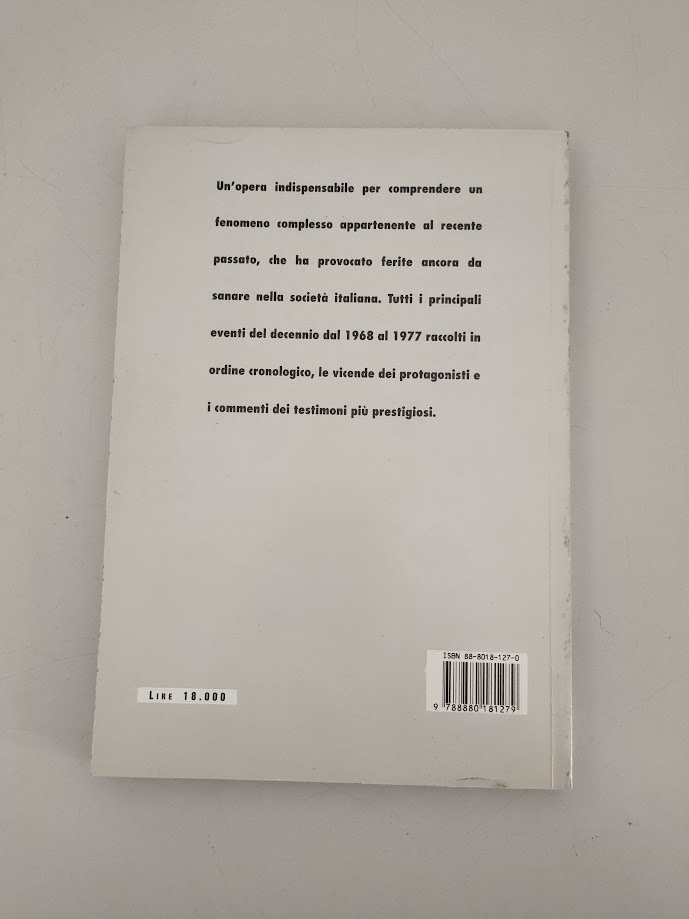 Un'opera indispensabile per comprendere un
fenomeno complesso appartenente al recente
passato, che ha provocato ferite ancora da
sanare nella società italiana. Tutti i principali
eventi del decennio dal 1968 al 1977 raccolti in
ordine cronologico, le vicende dei protagonisti e
i commenti dei testimoni più prestigiosi.
ISBN 88-8018-127-0
9 788880 181279
LIRE 18.000